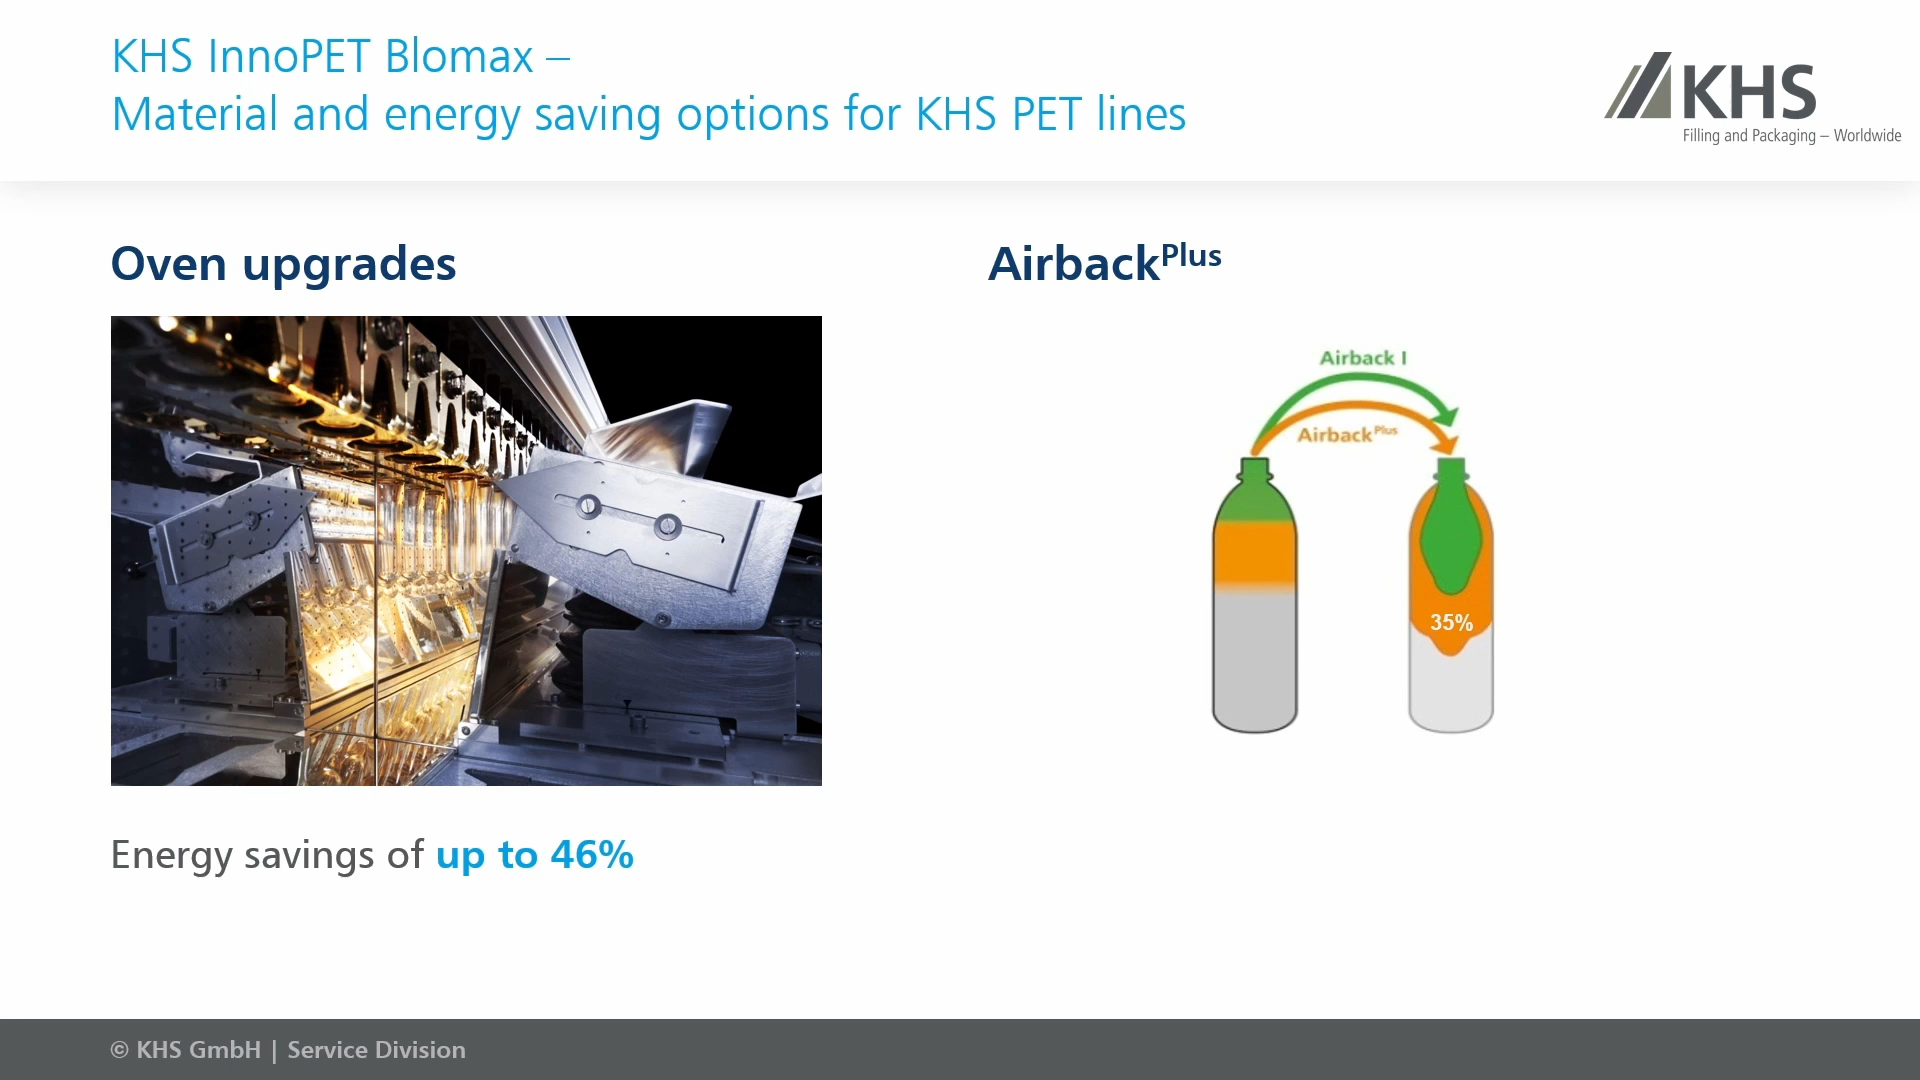 KHS InnoPET Blomax –
Material and energy saving options for KHS PET lines
KHS
Filling and Packaging – Worldwide
Oven upgrades
Energy savings of up to 46%
AirbackPlus
Airback I
AirbackPlus
35%
© KHS GmbH | Service Division